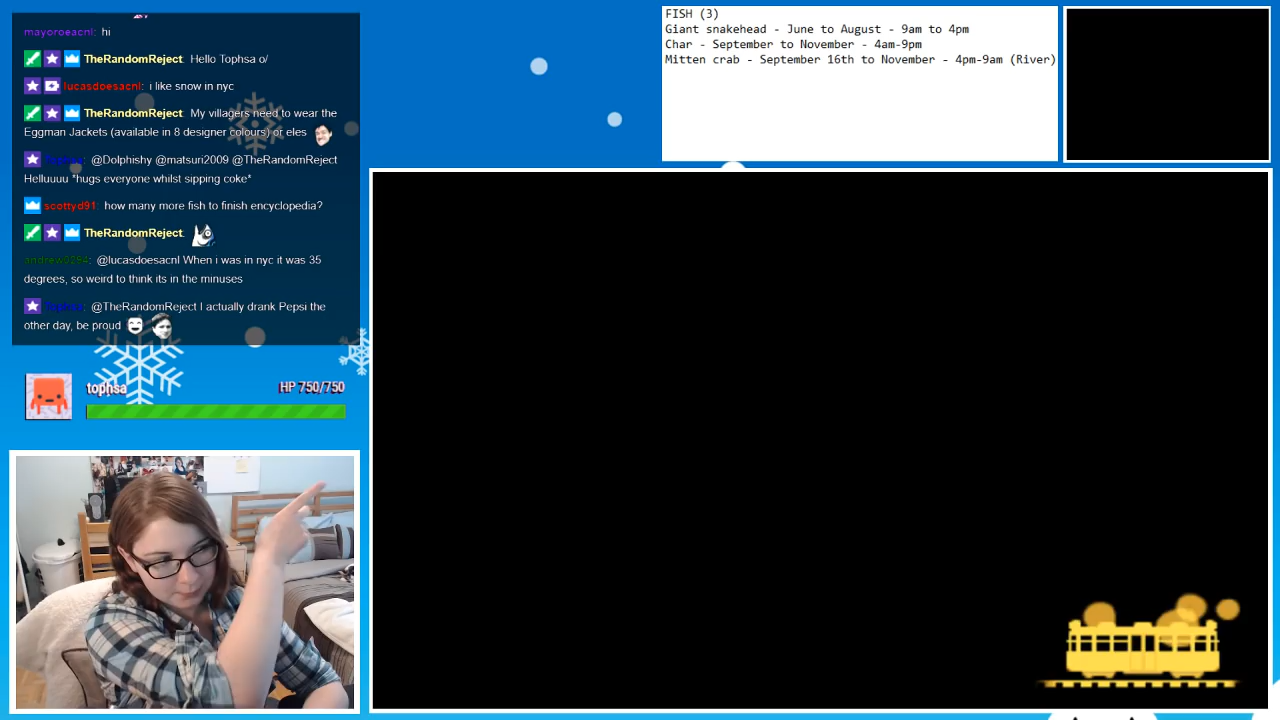 mayoroeacnl: hi
TheRandomReject: Hello Tophsa o/
lucasdoesacnl: i like snow in nyc
TheRandomReject: My villagers need to wear the
Eggman Jackets (available in 8 designer colours) or eles
Tophsa: @Dolphishy @matsuri2009 @TheRandomReject
Helluuuu *hugs everyone whilst sipping coke*
scottyd91: how many more fish to finish encyclopedia?
TheRandomReject:
andrew0294: @lucasdoesacnl When i was in nyc it was 35
degrees, so weird to think its in the minuses
Tophsa: @TheRandomReject I actually drank Pepsi the
other day, be proud
tophsa HP 750/750
FISH (3)
Giant snakehead - June to August - 9am to 4pm
Char - September to November - 4am-9pm
Mitten crab - September 16th to November - 4pm-9am (River)